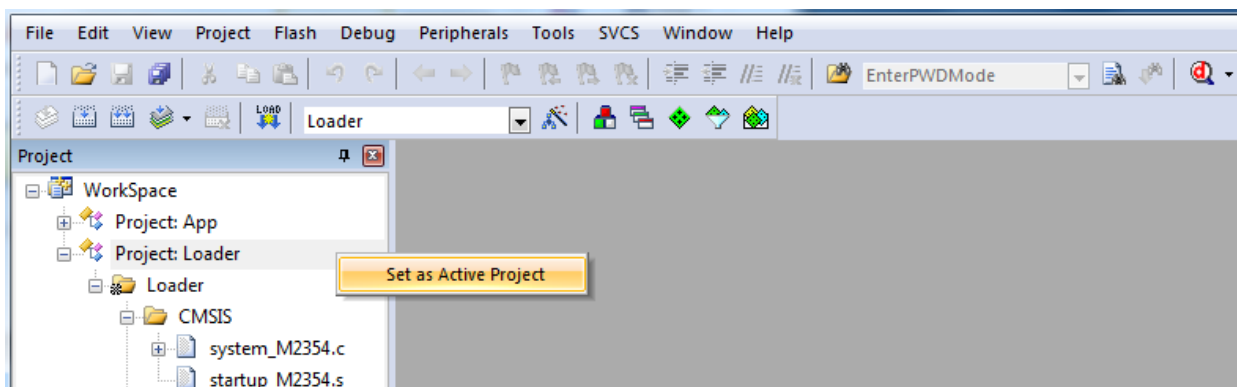 File Edit View Project Flash Debug Peripherals Tools SVCS Window Help
EnterPWDMode
LOAD Loader
Project
WorkSpace
Project: App
Project: Loader
Set as Active Project
Loader
CMSIS
system_M2354.c
startup_M2354.s